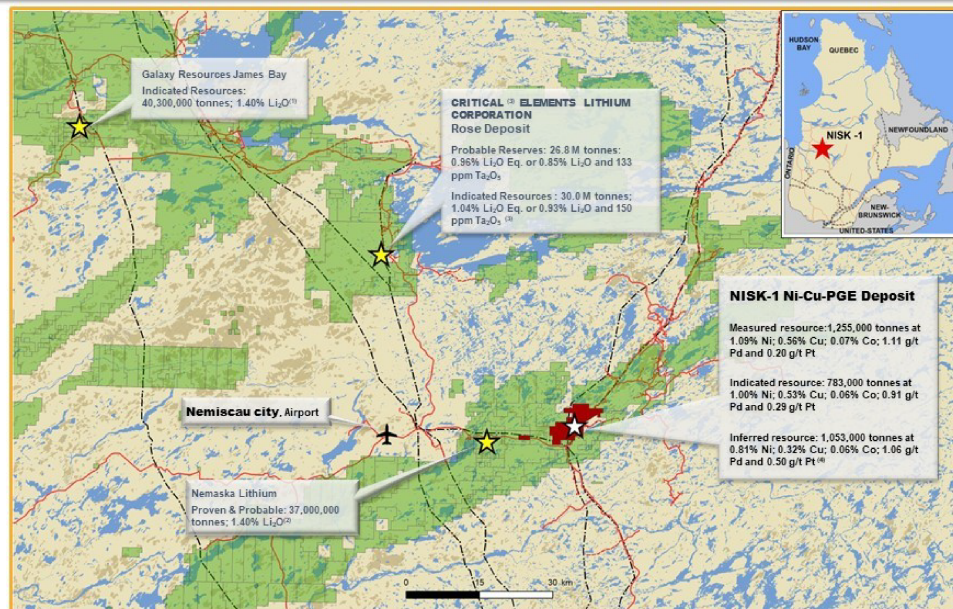 Galaxy Resources James Bay
Indicated Resources:
40,300,000 tonnes; 1.40% Li₂O⁽¹⁾
CRITICAL ⁽³⁾ ELEMENTS LITHIUM
CORPORATION
Rose Deposit
Probable Reserves: 26.8 M tonnes:
0.96% Li₂O Eq. or 0.85% Li₂O and 133
ppm Ta₂O₅
Indicated Resources : 30.0 M tonnes;
1.04% Li₂O Eq. or 0.93% Li₂O and 150
ppm Ta₂O₅ ⁽³⁾
HUDSON
BAY
QUEBEC
NISK -1
NEWFOUNDLAND
ONTARIO
NEW-
BRUNSWICK
UNITED-STATES
NISK-1 Ni-Cu-PGE Deposit
Measured resource:1,255,000 tonnes at
1.09% Ni; 0.56% Cu; 0.07% Co; 1.11 g/t
Pd and 0.20 g/t Pt
Indicated resource: 783,000 tonnes at
1.00% Ni; 0.53% Cu; 0.06% Co; 0.91 g/t
Pd and 0.29 g/t Pt
Inferred resource: 1,053,000 tonnes at
0.81% Ni; 0.32% Cu; 0.06% Co; 1.06 g/t
Pd and 0.50 g/t Pt⁽⁴⁾
Nemiscau city, Airport
Nemaska Lithium
Proven & Probable: 37,000,000
tonnes; 1.40% Li₂O⁽²⁾
0 15 30 km